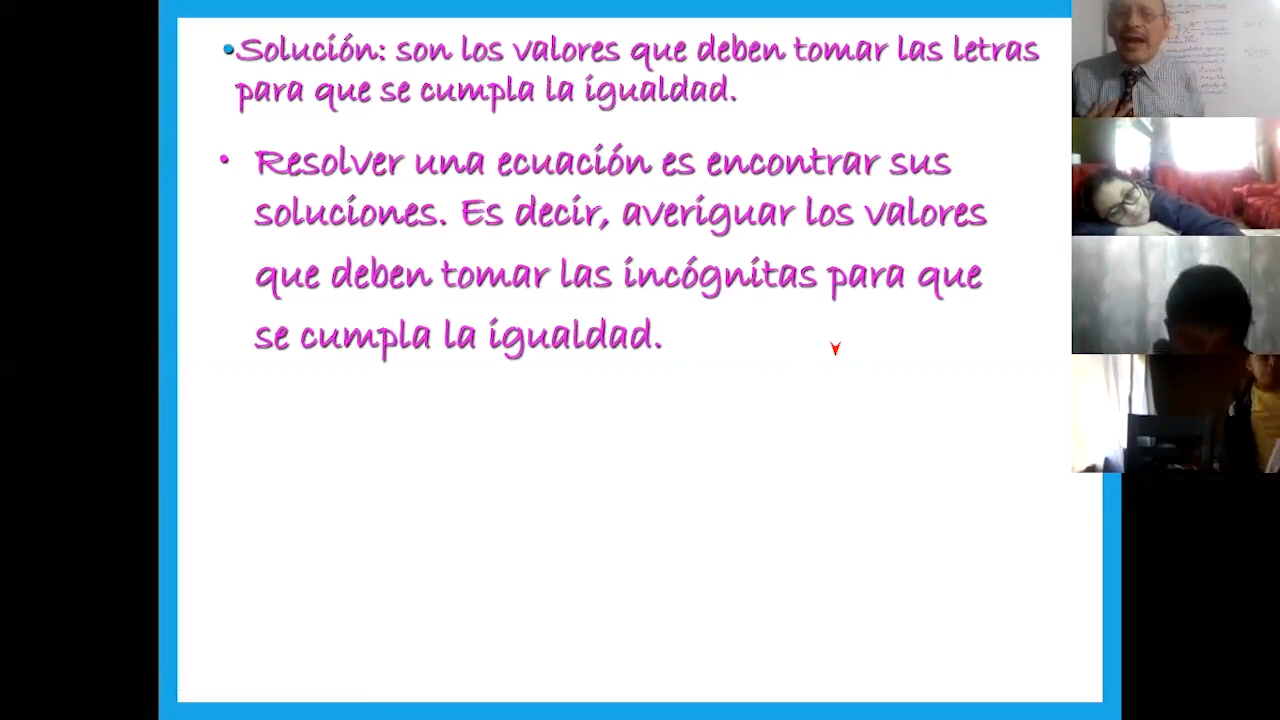 •Solución: son los valores que deben tomar las letras
para que se cumpla la igualdad.
• Resolver una ecuación es encontrar sus
soluciones. Es decir, averiguar los valores
que deben tomar las incógnitas para que
se cumpla la igualdad.